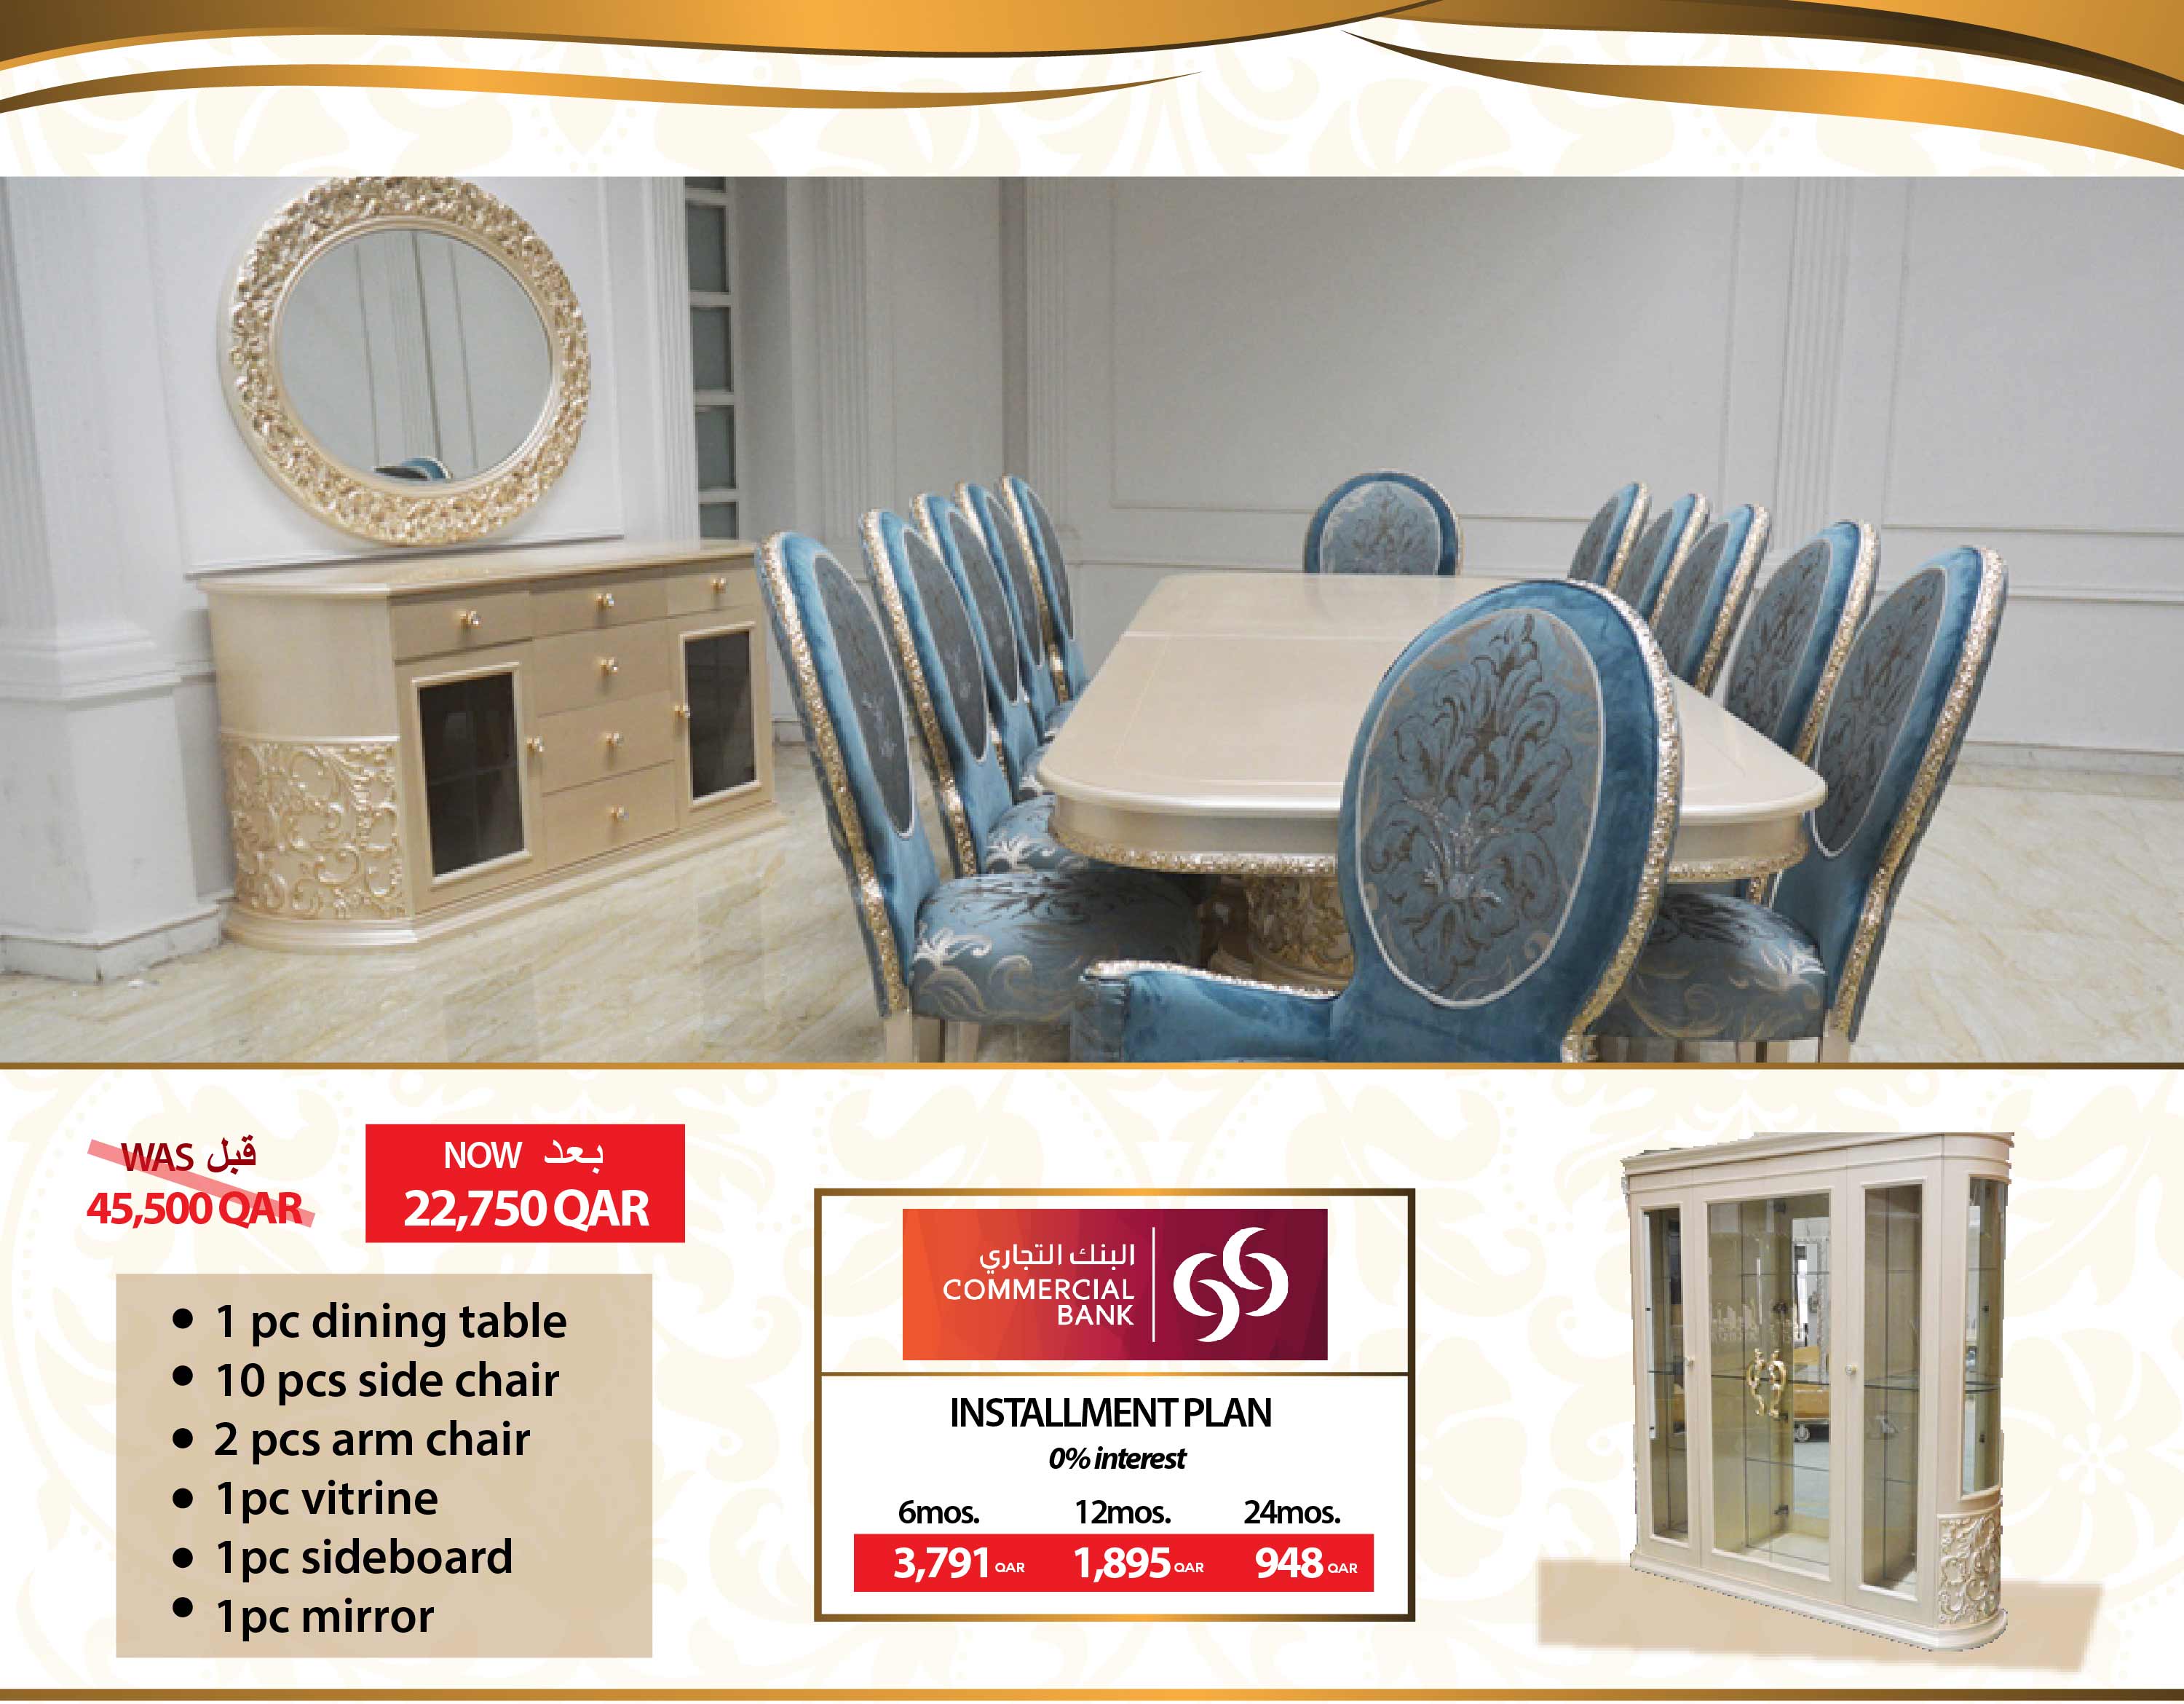 WAS قبل
45,500 QAR
NOW بعد
22,750 QAR
• 1 pc dining table
• 10 pcs side chair
• 2 pcs arm chair
• 1pc vitrine
• 1pc sideboard
• 1pc mirror
البنك التجاري
COMMERCIAL
BANK
INSTALLMENT PLAN
0% interest
6mos. 12mos. 24mos.
3,791 QAR 1,895 QAR 948 QAR